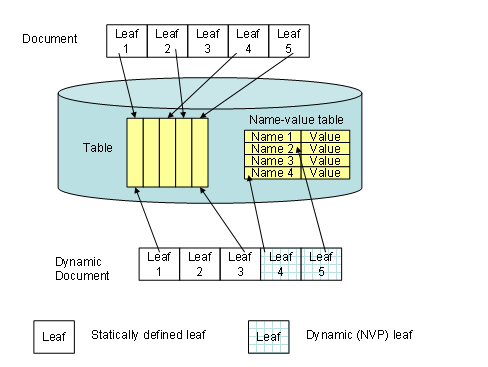 Document
Leaf Leaf Leaf Leaf Leaf
1 2 3 4 5
Name-value table
Table
Name 1 Value
Name 2 Value
Name 3 Value
Name 4 Value
Dynamic
Document
Leaf Leaf Leaf Leaf Leaf
1 2 3 4 5
Leaf Statically defined leaf Leaf Dynamic (NVP) leaf